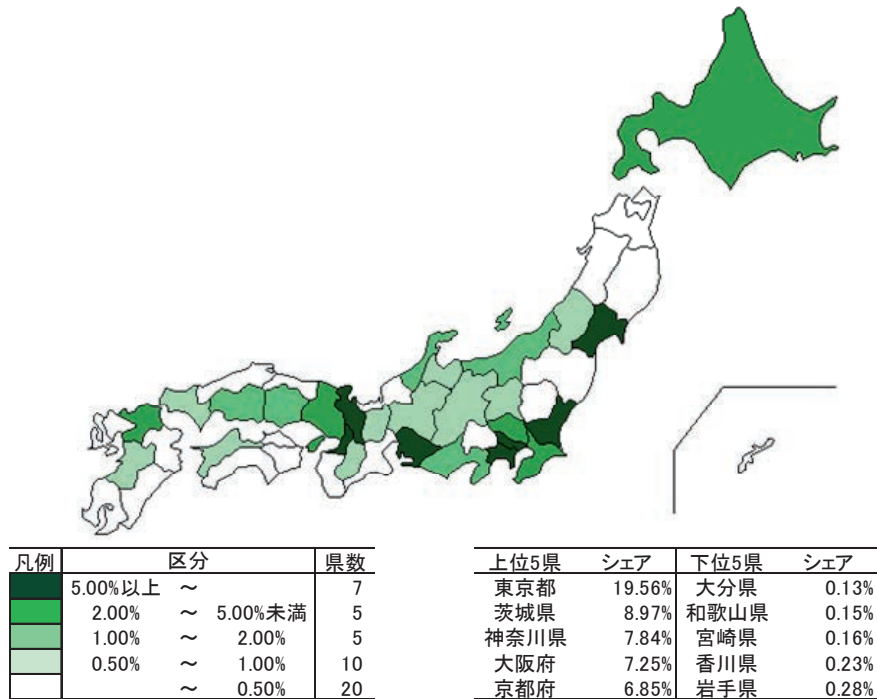 凡例 区分 県数
5.00%以上 ～ 7
2.00% ～ 5.00%未満 5
1.00% ～ 2.00% 5
0.50% ～ 1.00% 10
～ 0.50% 20
上位5県 シェア 下位5県 シェア
東京都 19.56% 大分県 0.13%
茨城県 8.97% 和歌山県 0.15%
神奈川県 7.84% 宮崎県 0.16%
大阪府 7.25% 香川県 0.23%
京都府 6.85% 岩手県 0.28%